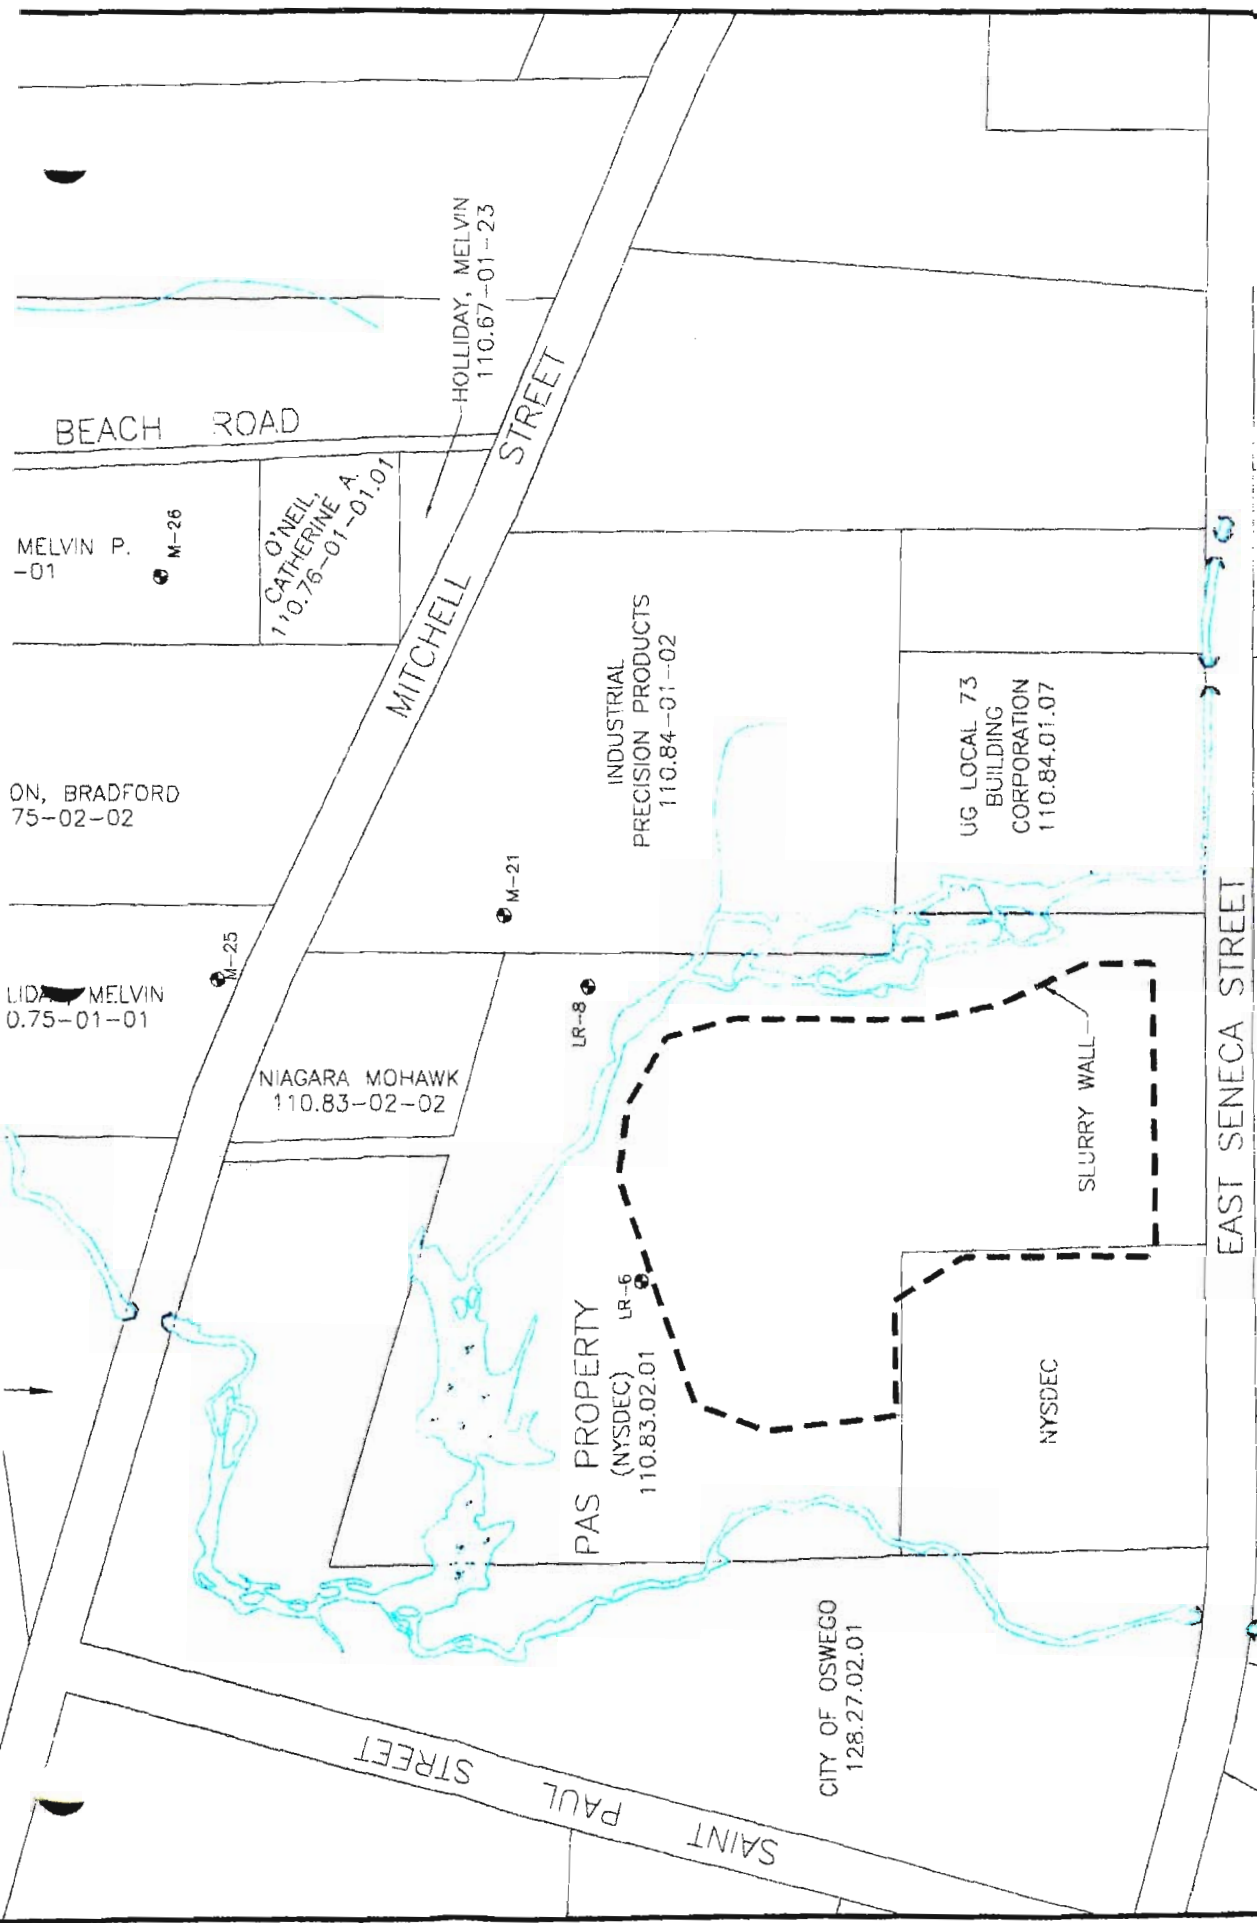 BEACH ROAD
HOLLIDAY, MELVIN
110.67-01-23
MELVIN P.
-01
M-26
O'NEIL,
CATHERINE A.
110.76-01-01.01
MITCHELL STREET
ON, BRADFORD
75-02-02
INDUSTRIAL
PRECISION PRODUCTS
110.84-01-02
UG LOCAL 73
BUILDING
CORPORATION
110.84.01.07
M-21
M-25
MELVIN
0.75-01-01
LR-8
NIAGARA MOHAWK
110.83-02-02
SLURRY WALL
EAST SENECA STREET
LR-6
PAS PROPERTY
(NYSDEC)
110.83.02.01
NYSDEC
CITY OF OSWEGO
128.27.02.01
SAINT PAUL STREET